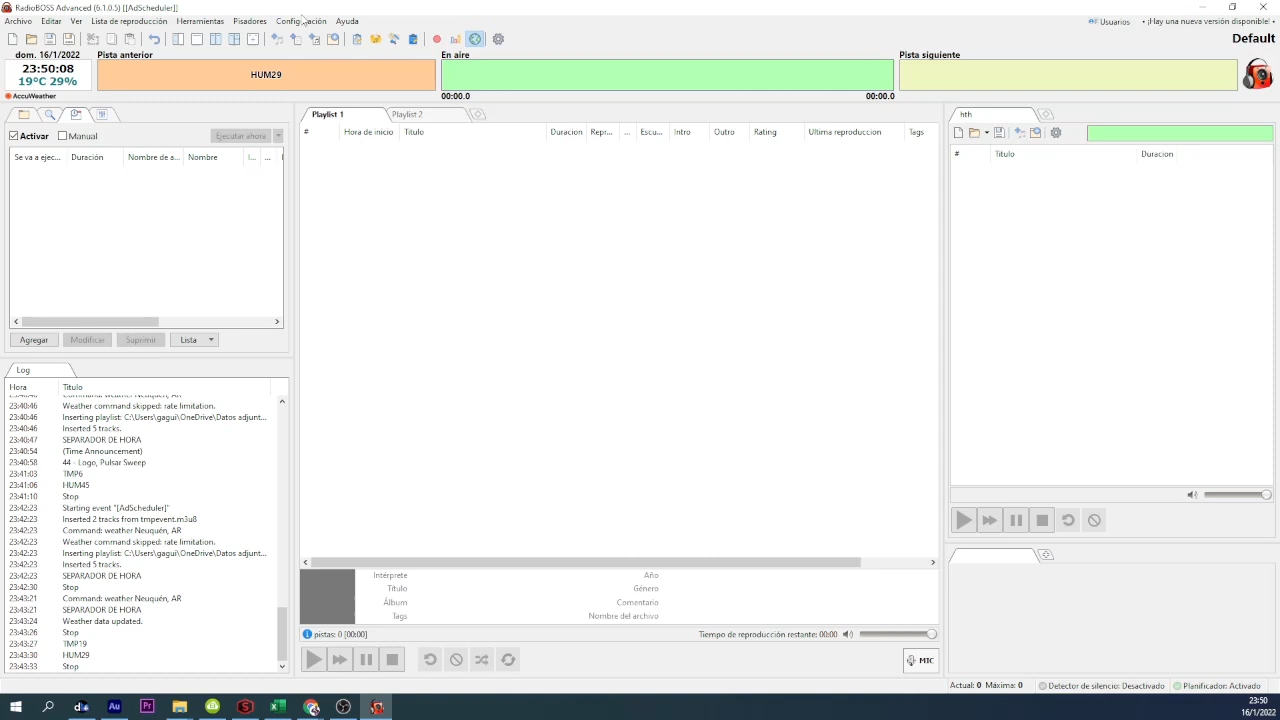 RadioBOSS Advanced (6.1.0.5) [[AdScheduler]]
Archivo Editar Ver Lista de reproducción Herramientas Pisadores Configuración Ayuda
Usuarios • ¡Hay una nueva versión disponible!
dom. 16/1/2022 Pista anterior En aire Pista siguiente Default
23:50:08
19°C 29%
HUM29
AccuWeather 00:00.0 00:00.0
Playlist 1 Playlist 2 hth
Activar Manual Ejecutar ahora
# Hora de inicio Titulo Duracion Repr... ... Escu... Intro Outro Rating Ultima reproduccion Tags
Se va a ejec... Duración Nombre de a... Nombre I... ...
# Titulo Duracion
Agregar Modificar Suprimir Lista
Log
Hora Titulo
23:40:46 Command: weather Neuquén, AR
23:40:46 Weather command skipped: rate limitation.
23:40:46 Inserting playlist: C:\Users\gagui\OneDrive\Datos adjunt...
23:40:46 Inserted 5 tracks.
23:40:47 SEPARADOR DE HORA
23:40:54 (Time Announcement)
23:40:58 44 - Logo, Pulsar Sweep
23:41:03 TMP6
23:41:06 HUM45
23:41:10 Stop
23:42:23 Starting event "[AdScheduler]"
23:42:23 Inserted 2 tracks from tmpevent.m3u8
23:42:23 Command: weather Neuquén, AR
23:42:23 Weather command skipped: rate limitation.
23:42:23 Inserting playlist: C:\Users\gagui\OneDrive\Datos adjunt...
23:42:23 Inserted 5 tracks.
23:42:23 SEPARADOR DE HORA
23:42:30 Stop
23:43:21 Command: weather Neuquén, AR
23:43:21 SEPARADOR DE HORA
23:43:24 Weather data updated.
23:43:26 Stop
23:43:27 TMP19
23:43:30 HUM29
23:43:33 Stop
Intérprete Año
Título Género
Álbum Comentario
Tags Nombre del archivo
pistas: 0 [00:00] Tiempo de reproducción restante: 00:00
MIC
Actual: 0 Máxima: 0 Detector de silencio: Desactivado Planificador: Activado
Au Pr
23:50
16/1/2022